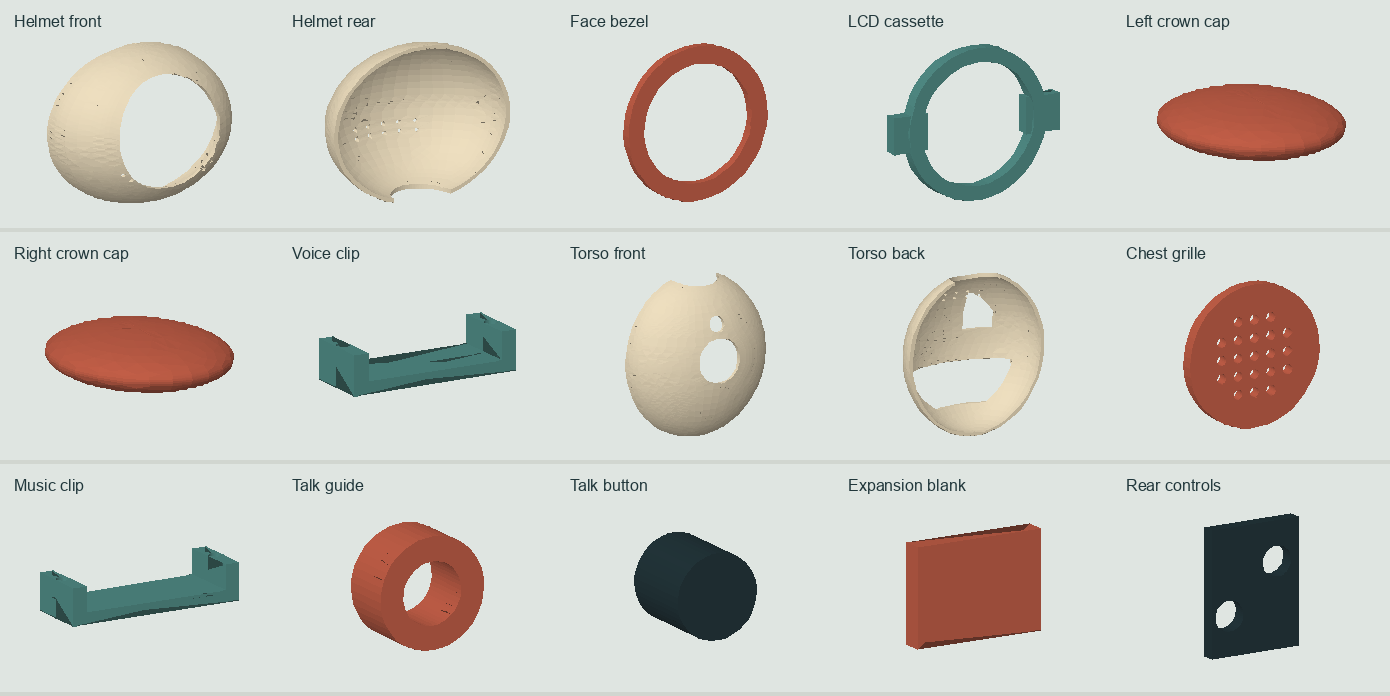 Helmet front
Helmet rear
Face bezel
LCD cassette
Left crown cap
Right crown cap
Voice clip
Torso front
Torso back
Chest grille
Music clip
Talk guide
Talk button
Expansion blank
Rear controls